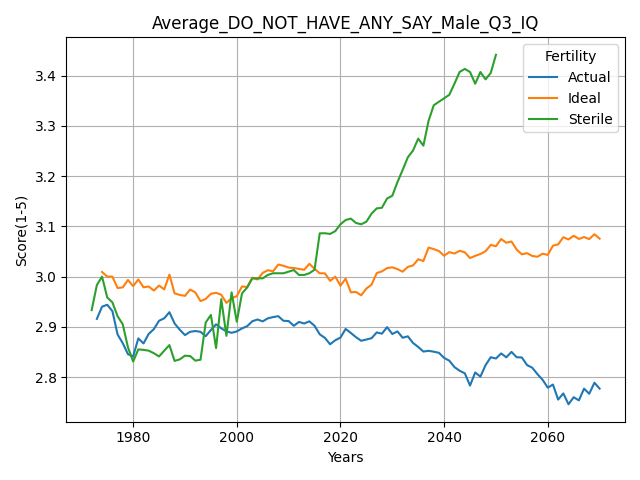 Average_DO_NOT_HAVE_ANY_SAY_Male_Q3_IQ
Fertility
Actual
Ideal
Sterile
Score(1-5)
3.4
3.3
3.2
3.1
3.0
2.9
2.8
1980 2000 2020 2040 2060
Years